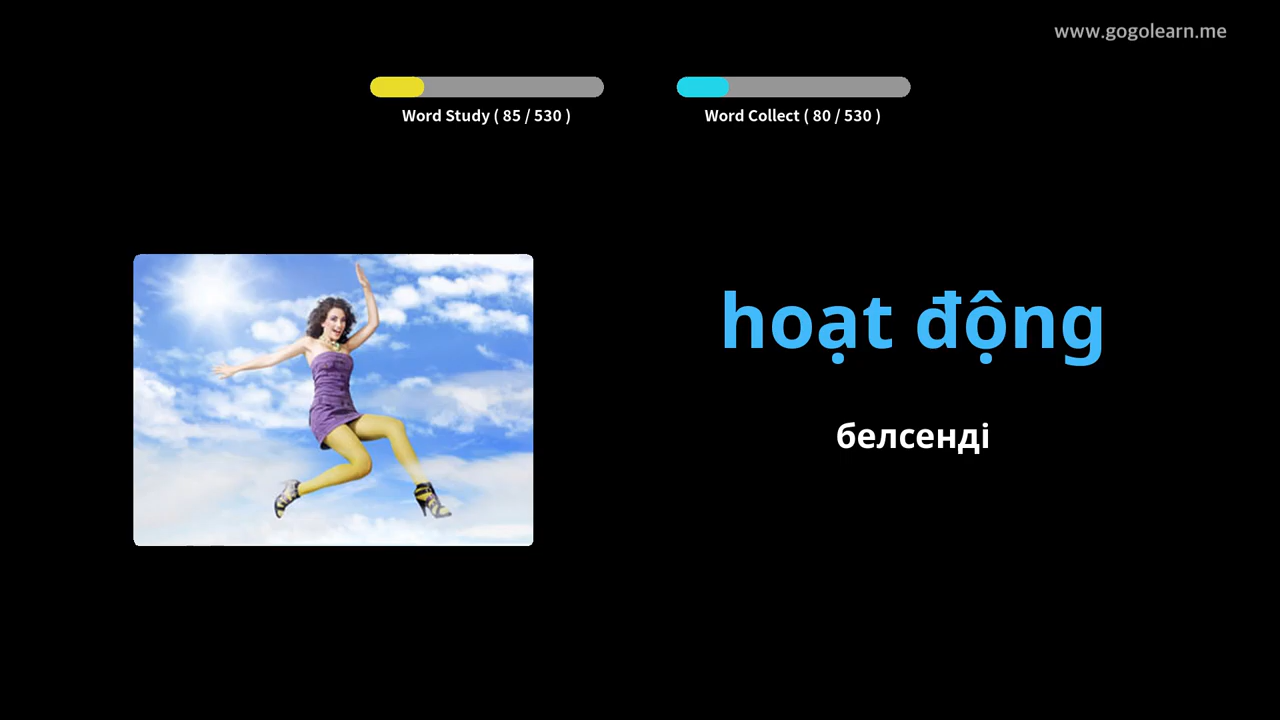 www.gogolearn.me
Word Study ( 85 / 530 )
Word Collect ( 80 / 530 )
hoạt động
белсенді